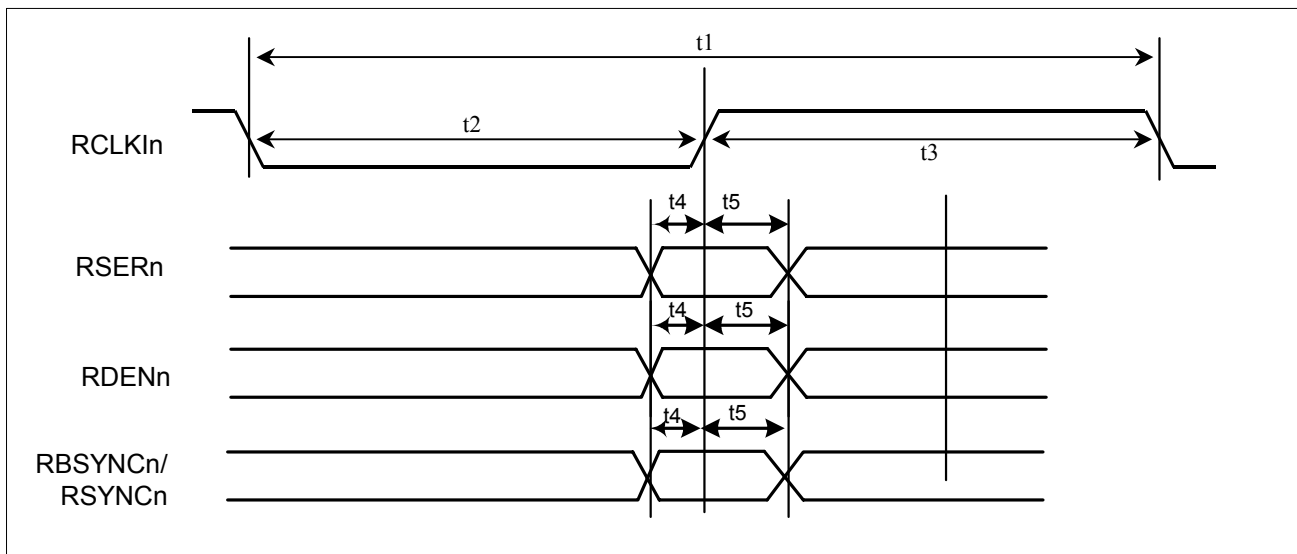 t1
RCLKIn
t2
t3
t4
t5
RSERn
t4
t5
RDENn
t4
t5
RBSYNCn/
RSYNCn